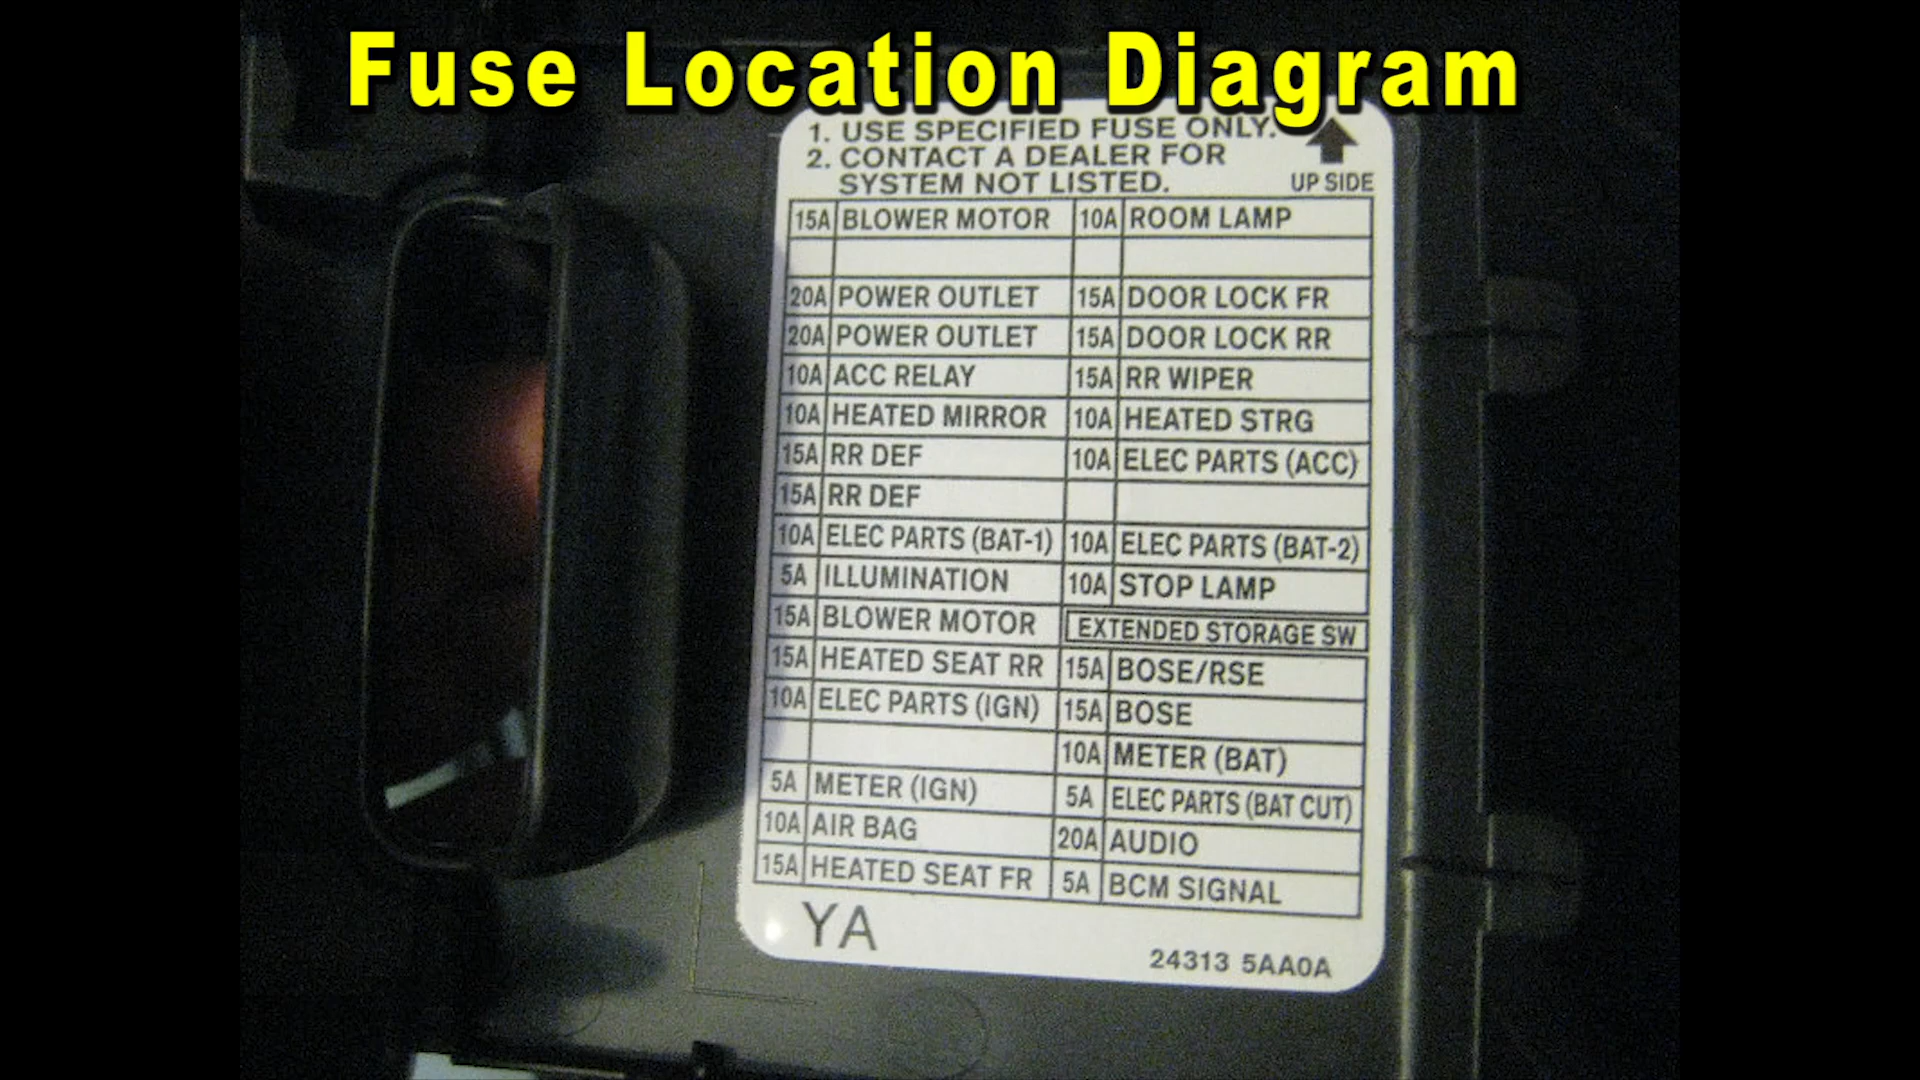 Fuse Location Diagram
1. USE SPECIFIED FUSE ONLY.
2. CONTACT A DEALER FOR
SYSTEM NOT LISTED.
UP SIDE
15A BLOWER MOTOR 10A ROOM LAMP
20A POWER OUTLET 15A DOOR LOCK FR
20A POWER OUTLET 15A DOOR LOCK RR
10A ACC RELAY 15A RR WIPER
10A HEATED MIRROR 10A HEATED STRG
15A RR DEF 10A ELEC PARTS (ACC)
15A RR DEF
10A ELEC PARTS (BAT-1) 10A ELEC PARTS (BAT-2)
5A ILLUMINATION 10A STOP LAMP
15A BLOWER MOTOR EXTENDED STORAGE SW
15A HEATED SEAT RR 15A BOSE/RSE
10A ELEC PARTS (IGN) 15A BOSE
10A METER (BAT)
5A METER (IGN) 5A ELEC PARTS (BAT CUT)
10A AIR BAG 20A AUDIO
15A HEATED SEAT FR 5A BCM SIGNAL
YA
24313 5AA0A